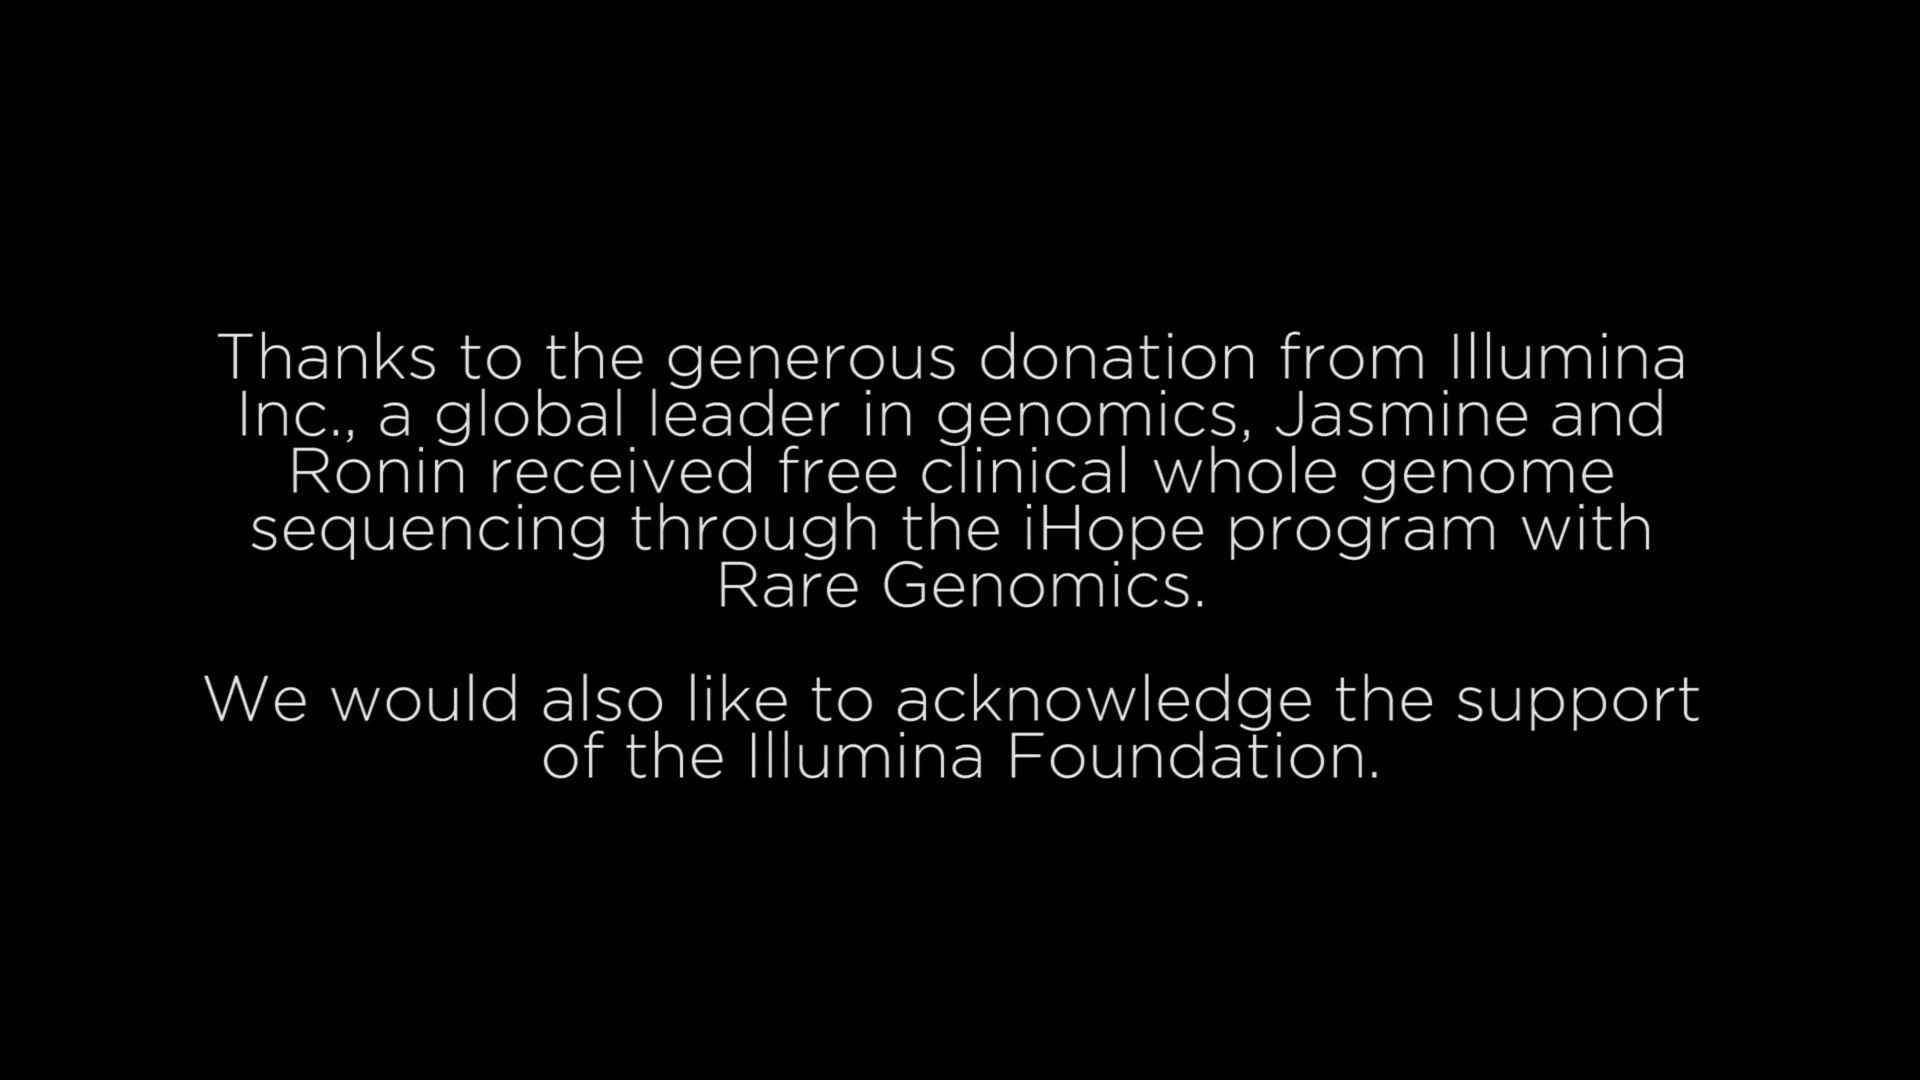 Thanks to the generous donation from Illumina
Inc., a global leader in genomics, Jasmine and
Ronin received free clinical whole genome
sequencing through the iHope program with
Rare Genomics.
We would also like to acknowledge the support
of the Illumina Foundation.